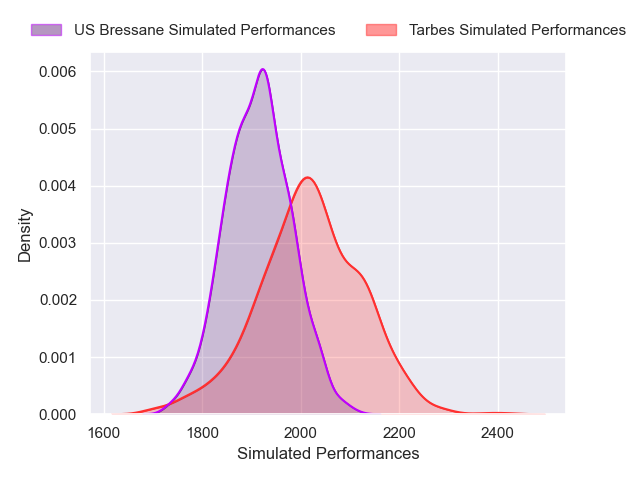 US Bressane Simulated Performances Tarbes Simulated Performances
0.006
0.005
0.004
0.003
0.002
0.001
0.000
Density
1600 1800 2000 2200 2400
Simulated Performances